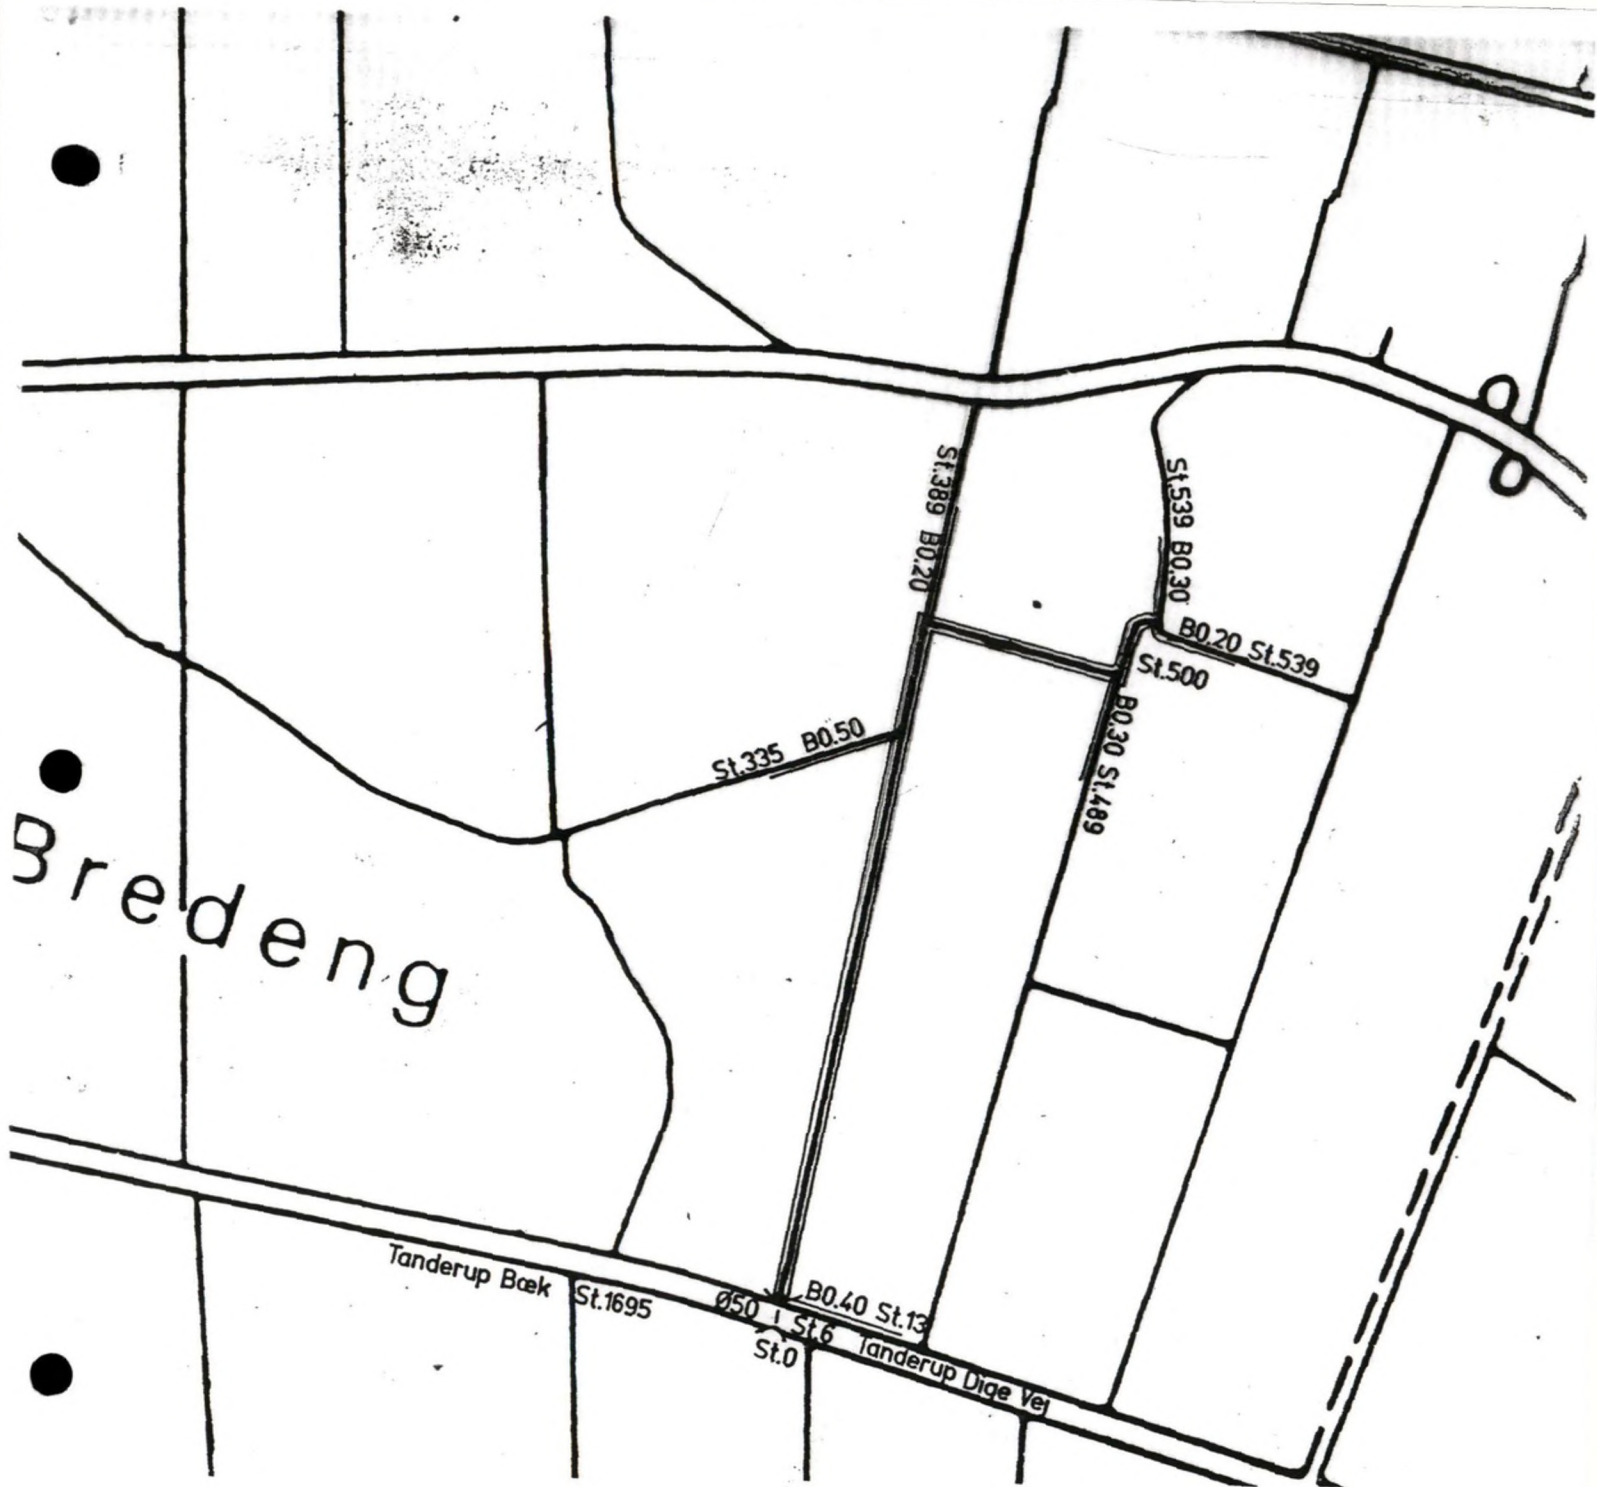 St.389 B0.20
St.539 B0.30
B0.20 St.539
St.500
B0.30 St.489
St.335 B0.50
Bredeng
Tanderup Bæk St.1695
Ø50
B0.40 St.13
St.6
St.0
Tanderup Dige Vej